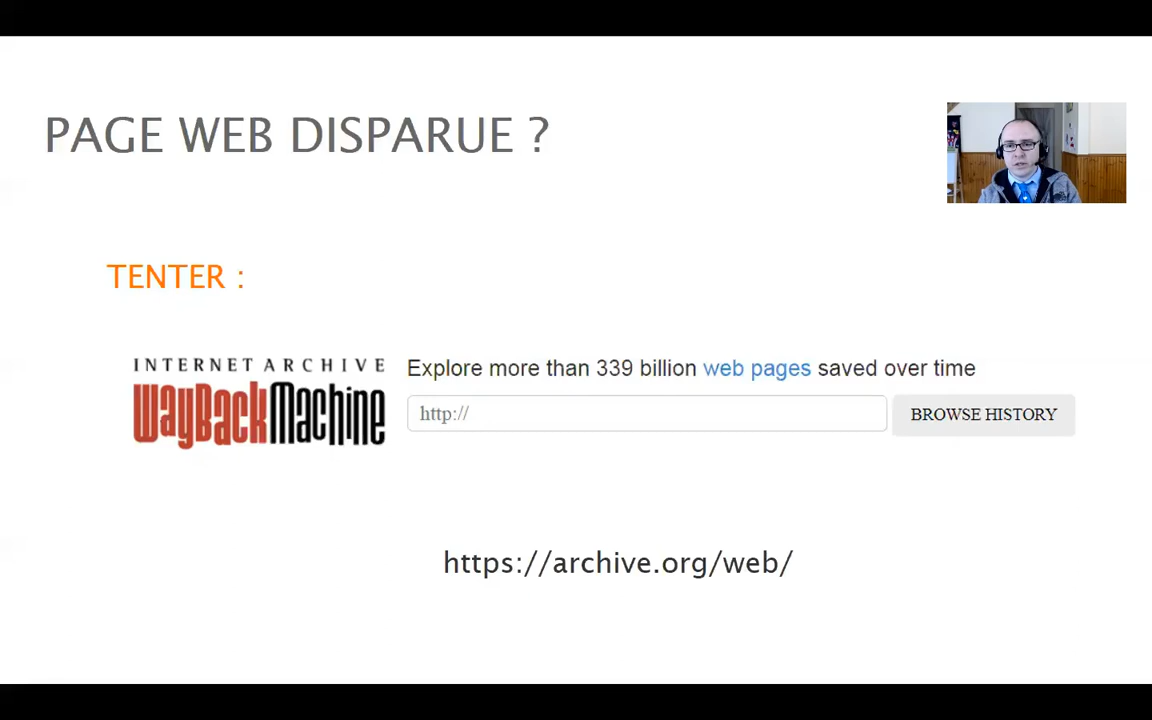 PAGE WEB DISPARUE ?
TENTER :
INTERNET ARCHIVE
WayBackMachine
Explore more than 339 billion web pages saved over time
http://
BROWSE HISTORY
https://archive.org/web/